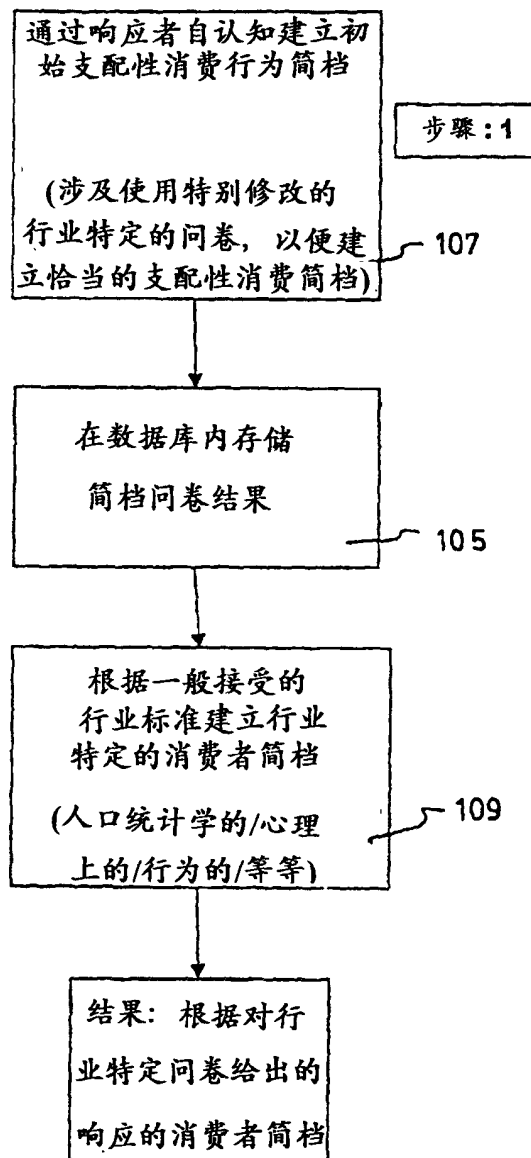 通过响应者自认知建立初
始支配性消费行为简档
步骤:1
(涉及使用特别修改的
行业特定的问卷, 以便建
立恰当的支配性消费简档)
107
在数据库内存储
简档问卷结果
105
根据一般接受的
行业标准建立行业
特定的消费者简档
(人口统计学的/心理
上的/行为的/等等)
109
结果: 根据对行
业特定问卷给出的
响应的消费者简档